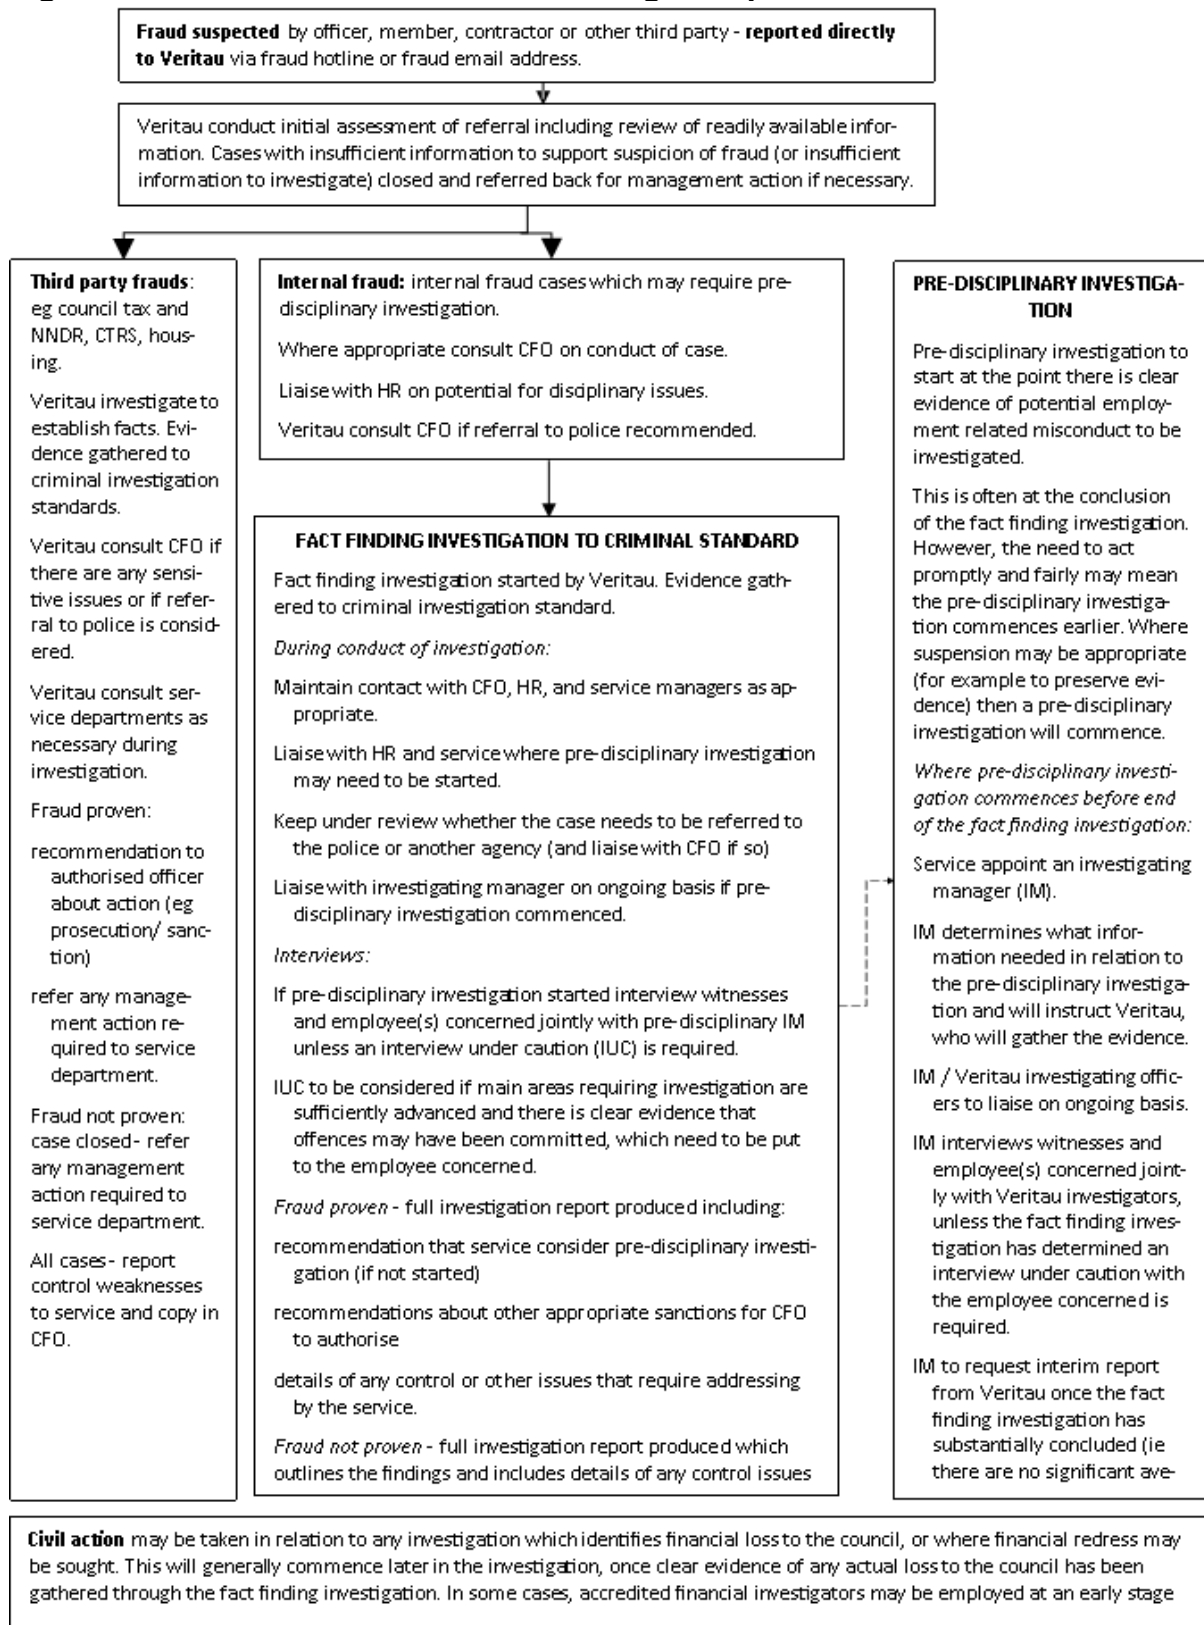 Fraud suspected by officer, member, contractor or other third party - reported directly
to Veritau via fraud hotline or fraud email address.
Veritau conduct initial assessment of referral including review of readily available infor-
mation. Cases with insufficient information to support suspicion of fraud (or insufficient
information to investigate) closed and referred back for management action if necessary.
Third party frauds:
eg council tax and
NNDR, CTRS, hous-
ing.
Veritau investigate to
establish facts. Evi-
dence gathered to
criminal investigation
standards.
Veritau consult CFO if
there are any sensi-
tive issues or if refer-
ral to police is consid-
ered.
Veritau consult ser-
vice departments as
necessary during
investigation.
Fraud proven:
recommendation to
authorised officer
about action (eg
prosecution/ sanc-
tion)
refer any manage-
ment action re-
quired to service
department.
Fraud not proven:
case closed- refer
any management
action required to
service department.
All cases- report
control weaknesses
to service and copy in
CFO.
Internal fraud: internal fraud cases which may require pre-
disciplinary investigation.
Where appropriate consult CFO on conduct of case.
Liaise with HR on potential for disciplinary issues.
Veritau consult CFO if referral to police recommended.
FACT FINDING INVESTIGATION TO CRIMINAL STANDARD
Fact finding investigation started by Veritau. Evidence gath-
ered to criminal investigation standard.
During conduct of investigation:
Maintain contact with CFO, HR, and service managers as ap-
propriate.
Liaise with HR and service where pre-disciplinary investigation
may need to be started.
Keep under review whether the case needs to be referred to
the police or another agency (and liaise with CFO if so)
Liaise with investigating manager on ongoing basis if pre-
disciplinary investigation commenced.
Interviews:
If pre-disciplinary investigation started interview witnesses
and employee(s) concerned jointly with pre-disciplinary IM
unless an interview under caution (IUC) is required.
IUC to be considered if main areas requiring investigation are
sufficiently advanced and there is clear evidence that
offences may have been committed, which need to be put
to the employee concerned.
Fraud proven - full investigation report produced including:
recommendation that service consider pre-disciplinary investi-
gation (if not started)
recommendations about other appropriate sanctions for CFO
to authorise
details of any control or other issues that require addressing
by the service.
Fraud not proven - full investigation report produced which
outlines the findings and includes details of any control issues
PRE-DISCIPLINARY INVESTIGA-
TION
Pre-disciplinary investigation to
start at the point there is clear
evidence of potential employ-
ment related misconduct to be
investigated.
This is often at the conclusion
of the fact finding investigation.
However, the need to act
promptly and fairly may mean
the pre-disciplinary investiga-
tion commences earlier. Where
suspension may be appropriate
(for example to preserve evi-
dence) then a pre-disciplinary
investigation will commence.
Where pre-disciplinary investi-
gation commences before end
of the fact finding investigation:
Service appoint an investigating
manager (IM).
IM determines what infor-
mation needed in relation to
the pre-disciplinary investiga-
tion and will instruct Veritau,
who will gather the evidence.
IM / Veritau investigating offic-
ers to liaise on ongoing basis.
IM interviews witnesses and
employee(s) concerned joint-
ly with Veritau investigators,
unless the fact finding inves-
tigation has determined an
interview under caution with
the employee concerned is
required.
IM to request interim report
from Veritau once the fact
finding investigation has
substantially concluded (ie
there are no significant ave-
Civil action may be taken in relation to any investigation which identifies financial loss to the council, or where financial redress may
be sought. This will generally commence later in the investigation, once clear evidence of any actual loss to the council has been
gathered through the fact finding investigation. In some cases, accredited financial investigators may be employed at an early stage